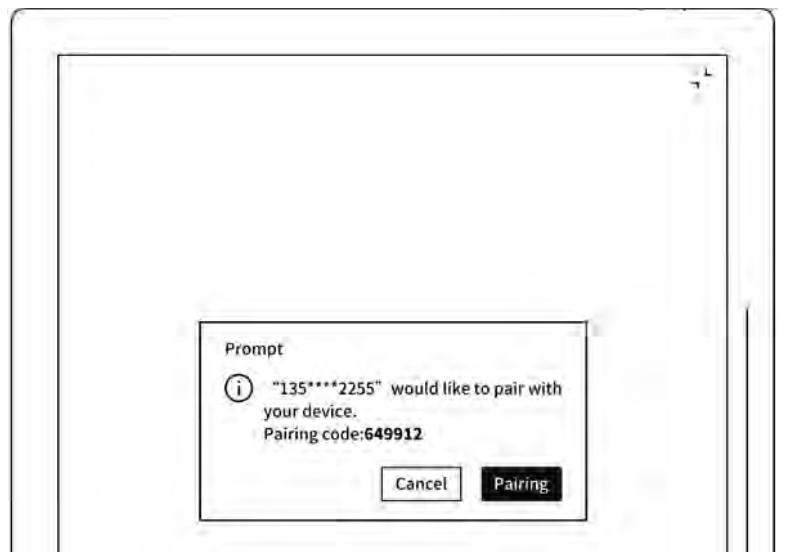 Prompt
"135****2255" would like to pair with
your device.
Pairing code:649912
Cancel
Pairing